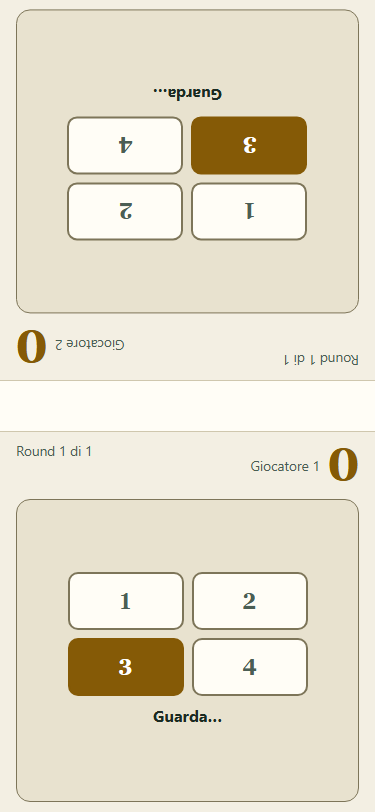 Guarda...
4 3
2 1
0 Giocatore 2
Round 1 di 1
Round 1 di 1
Giocatore 1 0
1 2
3 4
Guarda...